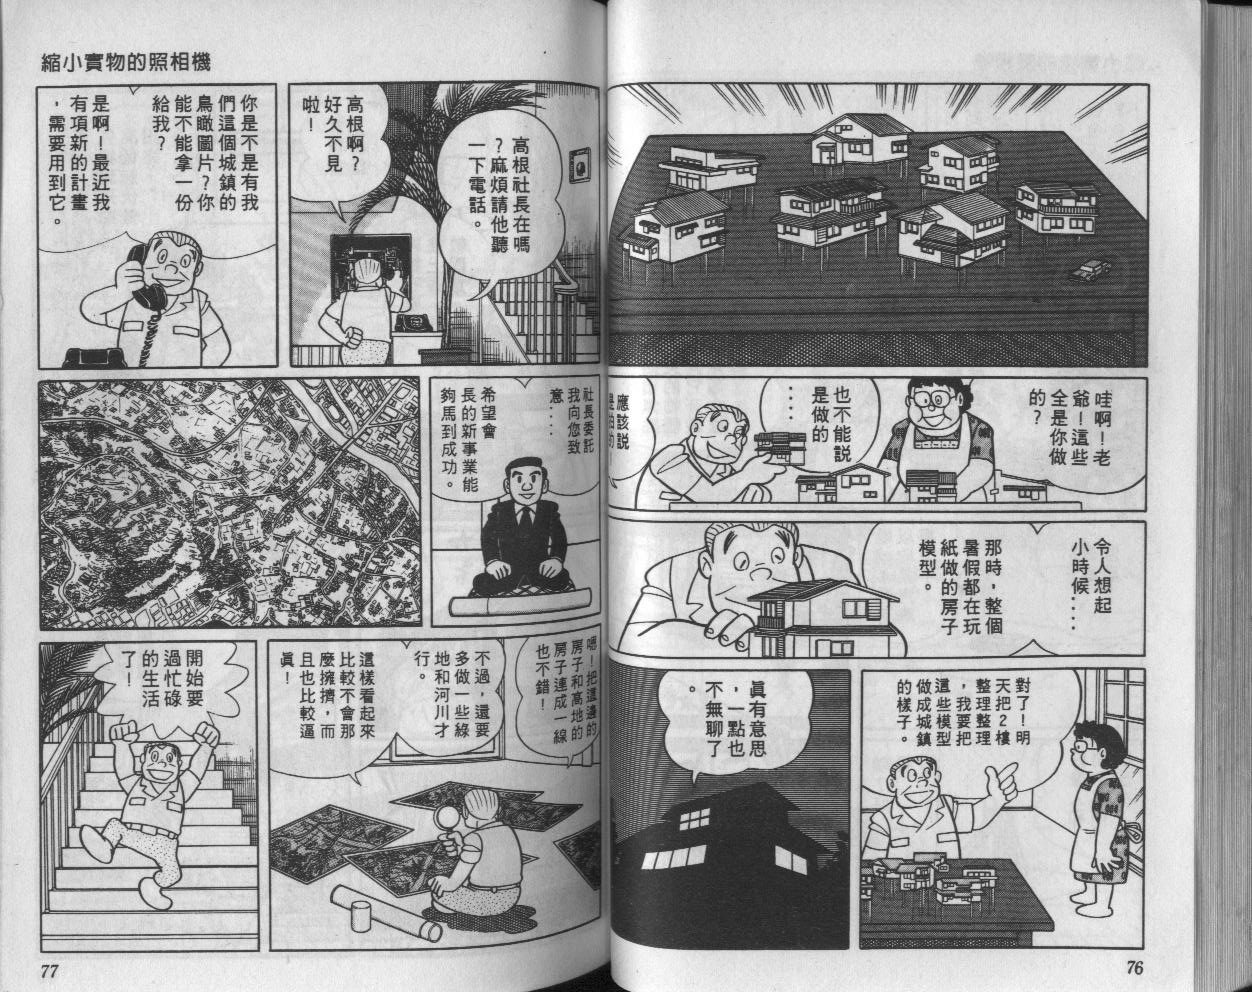 哇啊!老
爺!這些
全是你做
的?
也不能說
是做的
……
應該說
令人想起
小時候……
那時,整個
暑假都在玩
紙做的房子
模型。
對了!明
天把2樓
整理整理
,我要把
這些模型
做成城鎮
的樣子。
眞有意思
,一點也
不無聊了
。
76
縮小實物的照相機
高根社長在嗎
?麻煩請他聽
一下電話。
高根啊?
好久不見
啦!
你是不是有我
們這個城鎮的
鳥瞰圖片?你
能不能拿一份
給我?
是啊!最近我
有項新的計畫
,需要用到它。
社長委託
我向您致
意……
希望會
長的新事業能
夠馬到成功。
嗯!把這邊的
房子和高地的
房子連成一線
也不錯!
不過,還要
多做一些綠
地和河川才
行。
這樣看起來
比較不會那
麼擁擠,而
且也比較逼
眞!
開始要
過忙碌
的生活
了!
77